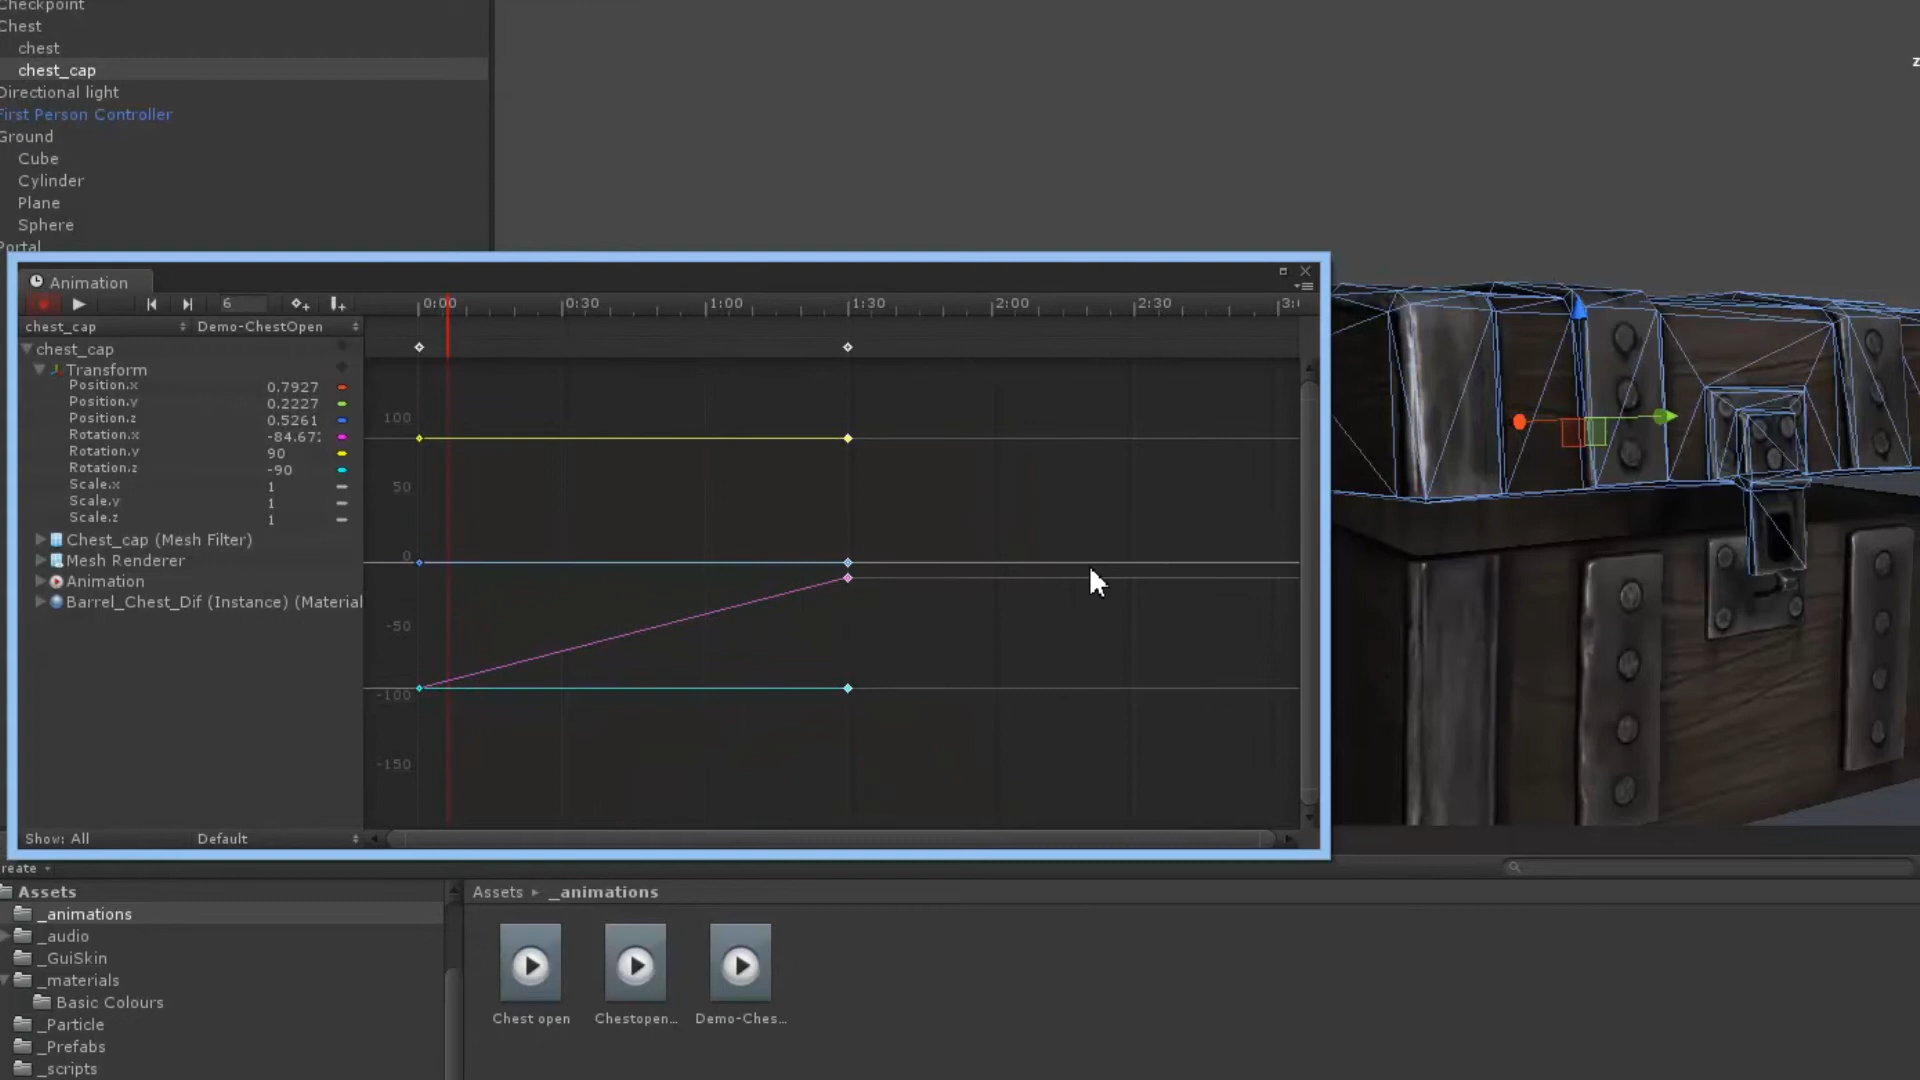 Checkpoint
Chest
chest
chest_cap
Directional light
First Person Controller
Ground
Cube
Cylinder
Plane
Sphere
Portal
z
Animation
6
0:00 0:30 1:00 1:30 2:00 2:30 3:0
chest_cap Demo-ChestOpen
chest_cap
Transform
Position.x 0.7927
Position.y 0.2227
Position.z 0.5261
Rotation.x -84.672
Rotation.y 90
Rotation.z -90
Scale.x 1
Scale.y 1
Scale.z 1
Chest_cap (Mesh Filter)
Mesh Renderer
Animation
Barrel_Chest_Dif (Instance) (Material
100
50
0
-50
-100
-150
Show: All Default
reate
Assets
_animations
_audio
_GuiSkin
_materials
Basic Colours
_Particle
_Prefabs
_scripts
Assets ▸ _animations
Chest open Chestopen... Demo-Ches...